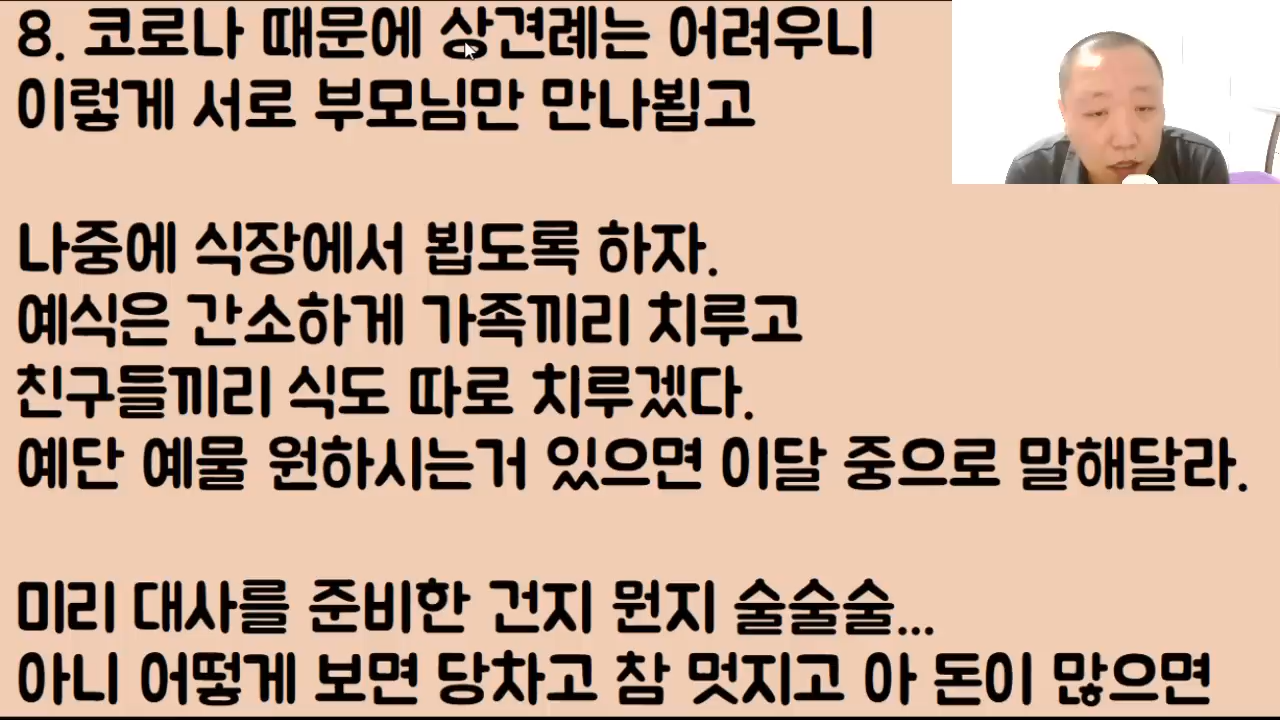 8. 코로나 때문에 상견례는 어려우니
이렇게 서로 부모님만 만나뵙고
나중에 식장에서 뵙도록 하자.
예식은 간소하게 가족끼리 치루고
친구들끼리 식도 따로 치루겠다.
예단 예물 원하시는거 있으면 이달 중으로 말해달라.
미리 대사를 준비한 건지 뭔지 술술술...
아니 어떻게 보면 당차고 참 멋지고 아 돈이 많으면